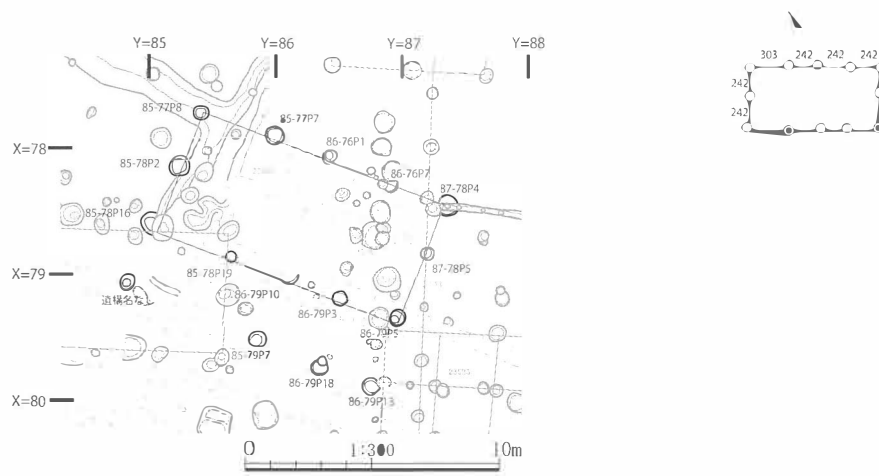 Y=85
Y=86
Y=87
Y=88
303 242 242 242
242
242
85-77P8
85-77P7
X=78
86-76P1
85-78P2
86-76P7
87-78P4
85-78P16
87-78P5
85-78P19
X=79
遺構名なし
86-79P10
86-79P3
86-79P5
85-79P7
86-79P18
86-79P13
X=80
0 1:300 10m